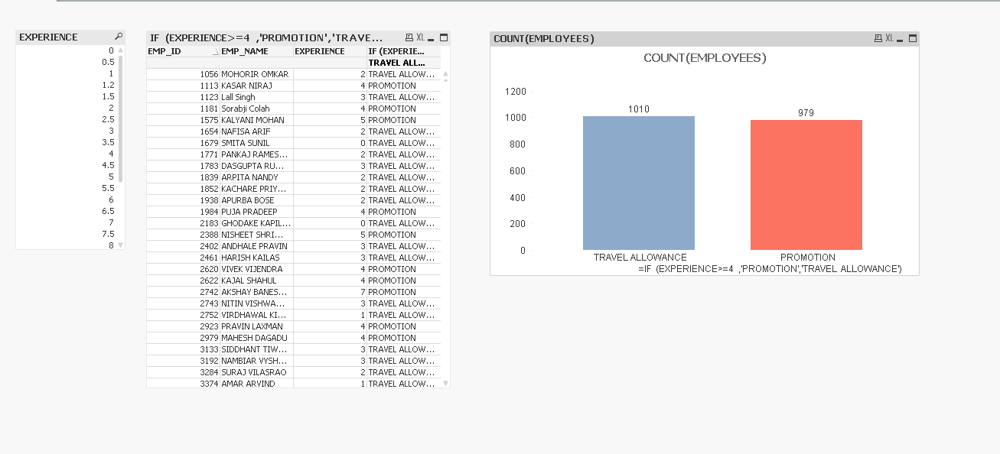 EXPERIENCE
0
0.5
1
1.2
1.5
2
2.5
3
3.5
4
4.5
5
5.5
6
6.5
7
7.5
8
IF (EXPERIENCE>=4 ,'PROMOTION','TRAVE... XL
EMP_ID EMP_NAME EXPERIENCE IF (EXPERIE...
TRAVEL ALL...
1056 MOHORIR OMKAR 2 TRAVEL ALLOW...
1113 KASAR NIRAJ 4 PROMOTION
1123 Lall Singh 3 TRAVEL ALLOW...
1181 Sorabji Colah 4 PROMOTION
1575 KALYANI MOHAN 5 PROMOTION
1654 NAFISA ARIF 2 TRAVEL ALLOW...
1679 SMITA SUNIL 0 TRAVEL ALLOW...
1771 PANKAJ RAMES... 2 TRAVEL ALLOW...
1783 DASGUPTA RU... 3 TRAVEL ALLOW...
1839 ARPITA NANDY 2 TRAVEL ALLOW...
1852 KACHARE PRIY... 2 TRAVEL ALLOW...
1938 APURBA BOSE 2 TRAVEL ALLOW...
1984 PUJA PRADEEP 4 PROMOTION
2183 GHODAKE KAPIL... 0 TRAVEL ALLOW...
2388 NISHEET SHRI... 5 PROMOTION
2402 ANDHALE PRAVIN 3 TRAVEL ALLOW...
2461 HARISH KAILAS 3 TRAVEL ALLOW...
2620 VIVEK VIJENDRA 4 PROMOTION
2622 KAJAL SHAHUL 4 PROMOTION
2742 AKSHAY BANES... 7 PROMOTION
2743 NITIN VISHWA... 3 TRAVEL ALLOW...
2752 VIRDHAWAL KI... 1 TRAVEL ALLOW...
2923 PRAVIN LAXMAN 4 PROMOTION
2979 MAHESH DAGADU 4 PROMOTION
3133 SIDDHANT TIW... 3 TRAVEL ALLOW...
3192 NAMBIAR VYSH... 3 TRAVEL ALLOW...
3284 SURAJ VILASRAO 2 TRAVEL ALLOW...
3374 AMAR ARVIND 1 TRAVEL ALLOW...
COUNT(EMPLOYEES) XL
COUNT(EMPLOYEES)
1200
1000
800
600
400
200
0
1010
979
TRAVEL ALLOWANCE PROMOTION
=IF (EXPERIENCE>=4 ,'PROMOTION','TRAVEL ALLOWANCE')